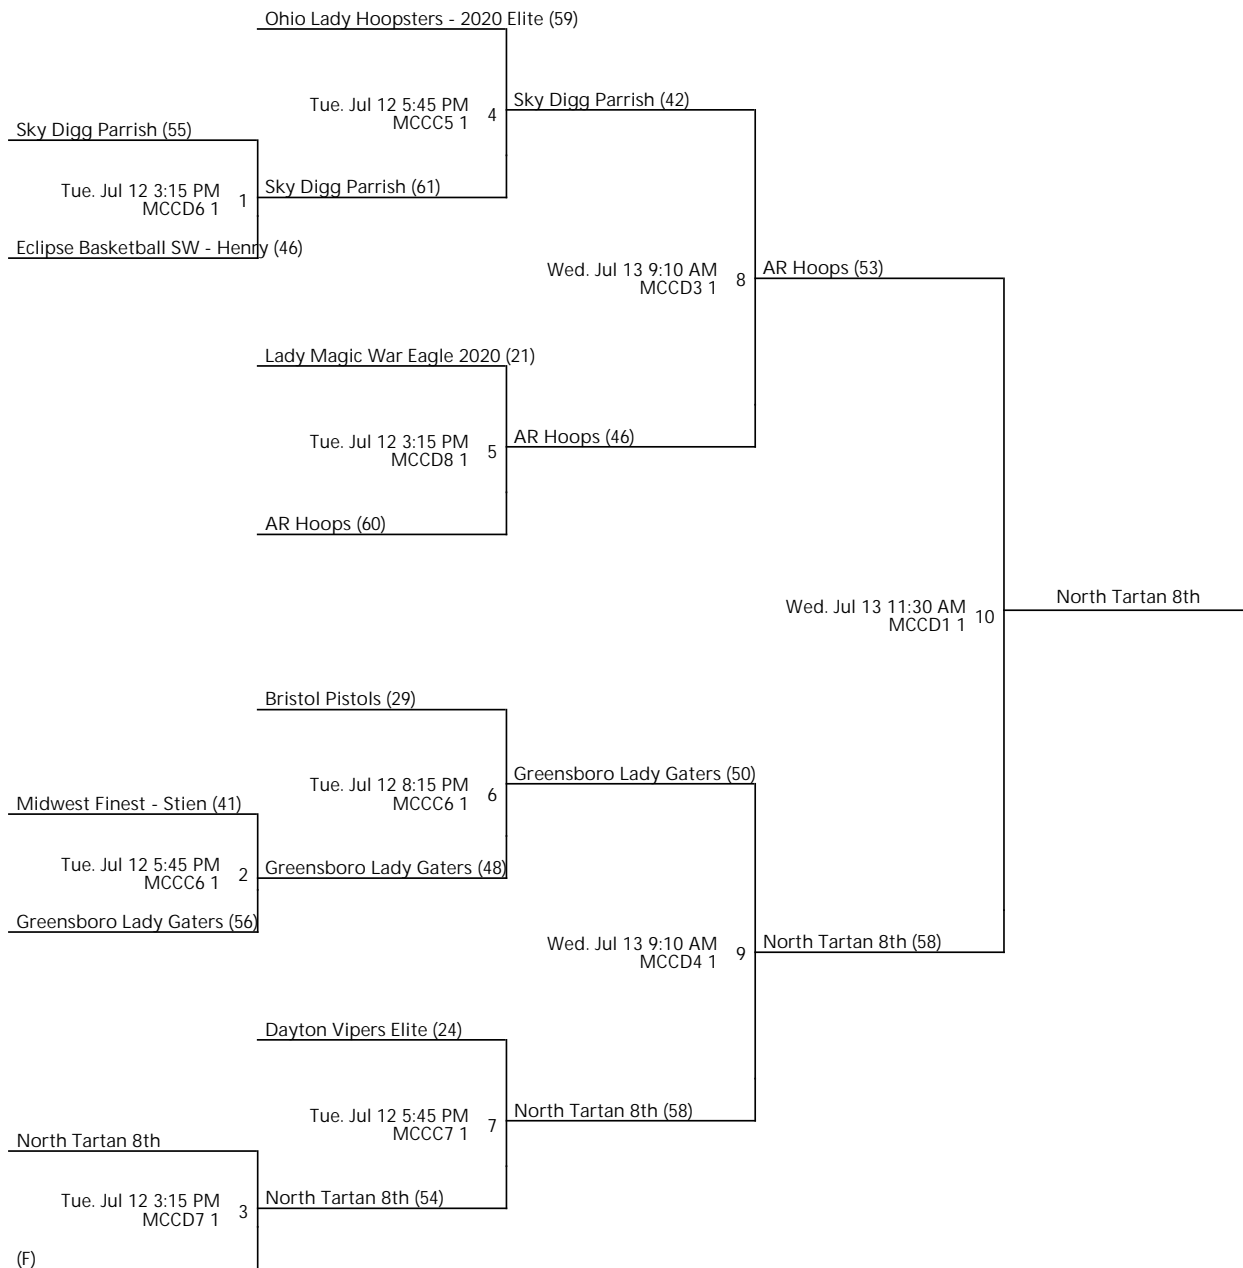 Ohio Lady Hoopsters - 2020 Elite (59)
Tue. Jul 12 5:45 PM
MCCC5 1
4
Sky Digg Parrish (42)
Sky Digg Parrish (55)
Tue. Jul 12 3:15 PM
MCCD6 1
1
Sky Digg Parrish (61)
Eclipse Basketball SW - Henry (46)
Wed. Jul 13 9:10 AM
MCCD3 1
8
AR Hoops (53)
Lady Magic War Eagle 2020 (21)
Tue. Jul 12 3:15 PM
MCCD8 1
5
AR Hoops (46)
AR Hoops (60)
Wed. Jul 13 11:30 AM
MCCD1 1
10
North Tartan 8th
Bristol Pistols (29)
Tue. Jul 12 8:15 PM
MCCC6 1
6
Greensboro Lady Gaters (50)
Midwest Finest - Stien (41)
Tue. Jul 12 5:45 PM
MCCC6 1
2
Greensboro Lady Gaters (48)
Greensboro Lady Gaters (56)
Wed. Jul 13 9:10 AM
MCCD4 1
9
North Tartan 8th (58)
Dayton Vipers Elite (24)
Tue. Jul 12 5:45 PM
MCCC7 1
7
North Tartan 8th (58)
North Tartan 8th
Tue. Jul 12 3:15 PM
MCCD7 1
3
North Tartan 8th (54)
(F)